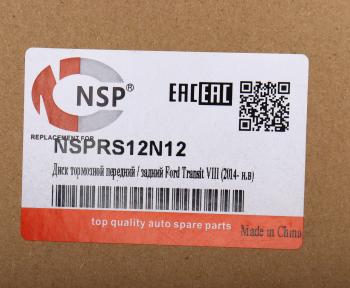 NSP®
EAC EAC
REPLACEMENT FOR
NSPRS12N12
Диск тормозной передний / задний Ford Transit VIII (2014- н.в)
top quality auto spare parts
Made in China